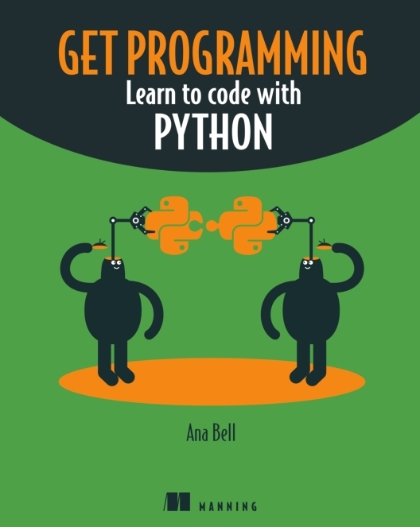 GET PROGRAMMING
Learn to code with
PYTHON
Ana Bell
MANNING